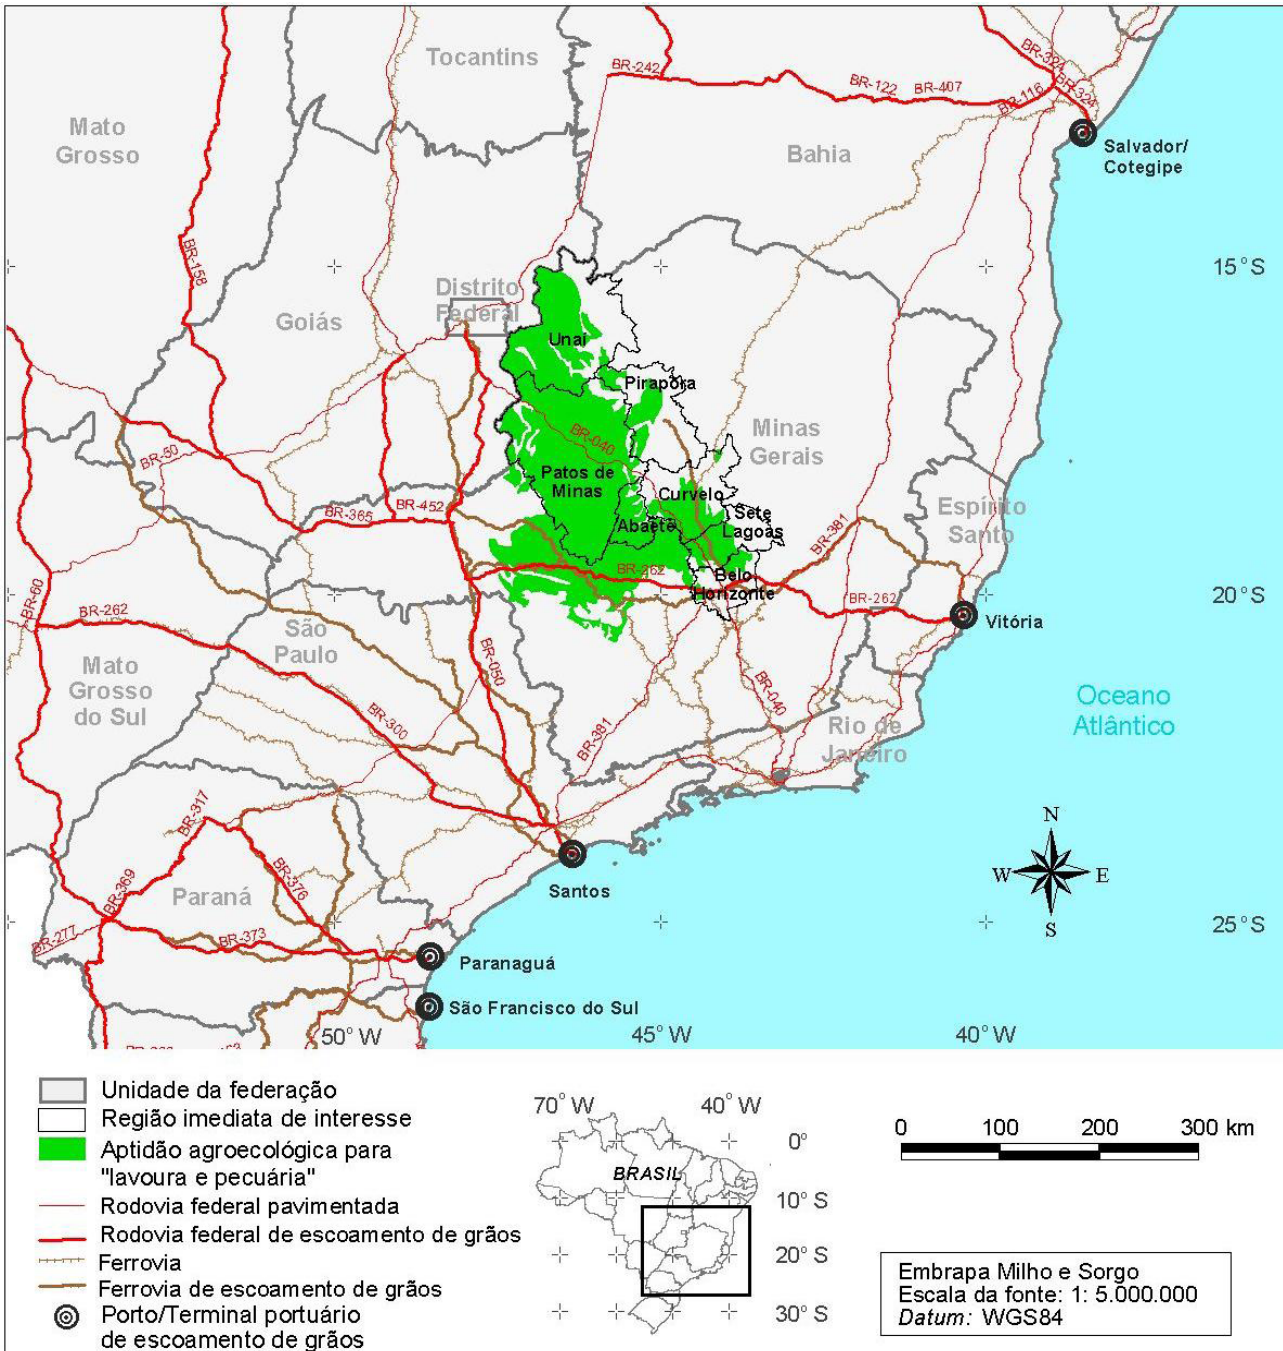 Tocantins
BR-242
BR-324
BR-122
BR-407
BR-116
BR-324
Mato
Grosso
Bahia
Salvador/
Cotegipe
BR-158
15° S
Distrito
Federal
Goiás
Unaí
Pirapora
BR-040
Minas
Gerais
Patos de
Minas
Curvelo
BR-50
BR-365
BR-452
Abaeté
Sete
Lagoas
BR-381
Espírito
Santo
BR-262
Belo
Horizonte
BR-60
BR-262
BR-262
20° S
Vitória
São
Paulo
Mato
Grosso
do Sul
BR-050
BR-300
BR-381
BR-040
Rio de
Janeiro
Oceano
Atlântico
BR-317
N
W
E
S
BR-369
BR-376
Paraná
Santos
BR-277
BR-373
25° S
Paranaguá
São Francisco do Sul
50° W
45° W
40° W
Unidade da federação
Região imediata de interesse
Aptidão agroecológica para
"lavoura e pecuária"
Rodovia federal pavimentada
Rodovia federal de escoamento de grãos
Ferrovia
Ferrovia de escoamento de grãos
Porto/Terminal portuário
de escoamento de grãos
70° W
40° W
0°
BRASIL
10° S
20° S
30° S
0 100 200 300 km
Embrapa Milho e Sorgo
Escala da fonte: 1: 5.000.000
Datum: WGS84